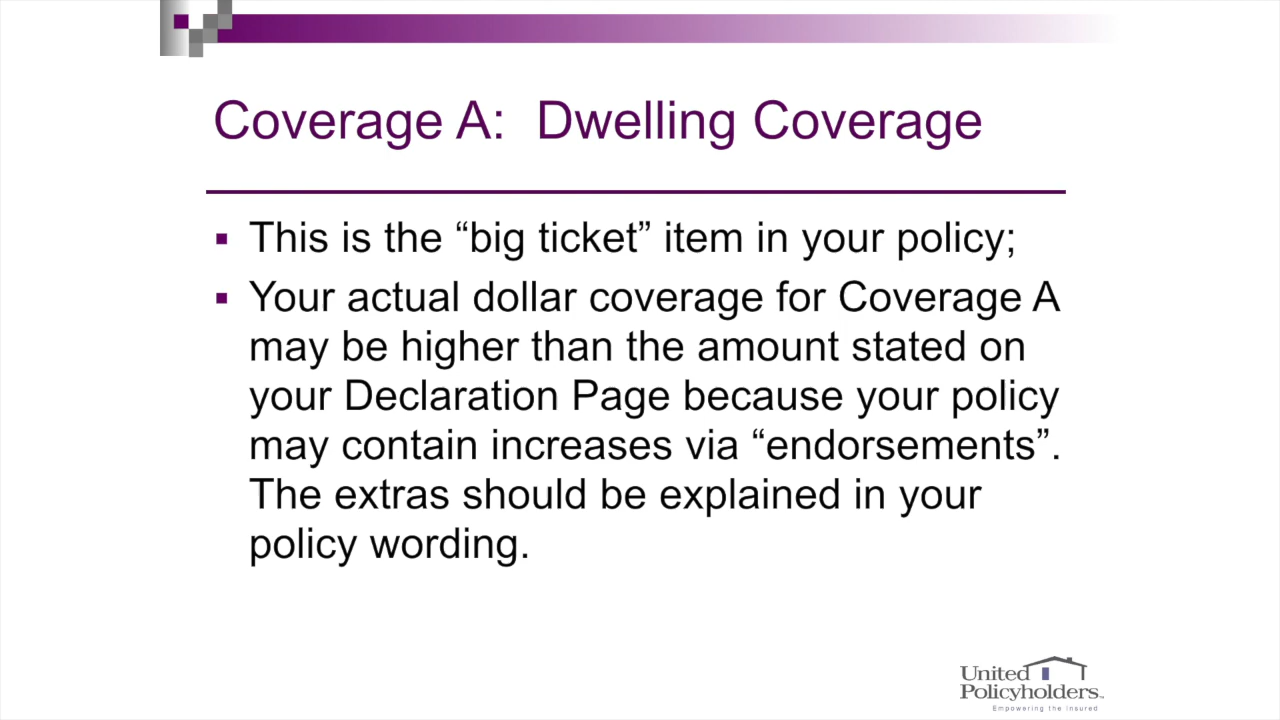 Coverage A:  Dwelling Coverage
▪ This is the “big ticket” item in your policy;
▪ Your actual dollar coverage for Coverage A
may be higher than the amount stated on
your Declaration Page because your policy
may contain increases via “endorsements”.
The extras should be explained in your
policy wording.
United
Policyholders™
Empowering the Insured